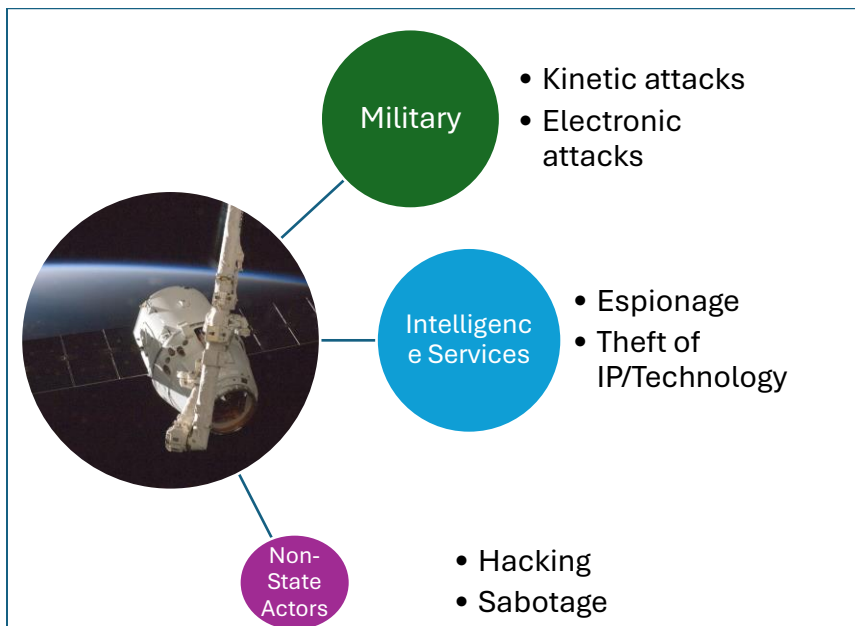 Military
• Kinetic attacks
• Electronic
attacks
Intelligenc
e Services
• Espionage
• Theft of
IP/Technology
Non-
State
Actors
• Hacking
• Sabotage